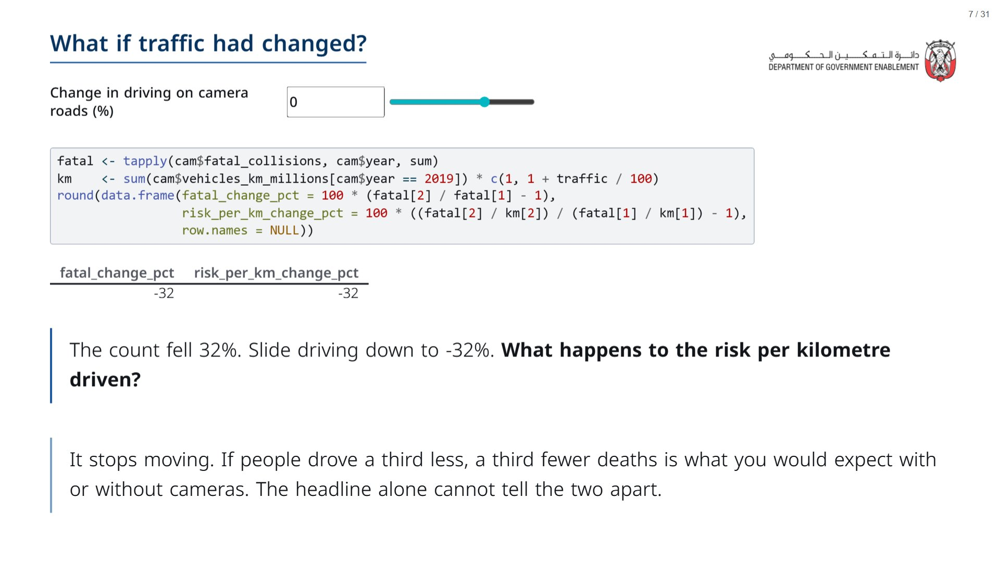 7 / 31
What if traffic had changed?
دائـــرة الـتـمـكـــــيـــن الـحــكـــــومـــــي
DEPARTMENT OF GOVERNMENT ENABLEMENT
Change in driving on camera
roads (%)
0
fatal <- tapply(cam$fatal_collisions, cam$year, sum)
km    <- sum(cam$vehicles_km_millions[cam$year == 2019]) * c(1, 1 + traffic / 100)
round(data.frame(fatal_change_pct = 100 * (fatal[2] / fatal[1] - 1),
risk_per_km_change_pct = 100 * ((fatal[2] / km[2]) / (fatal[1] / km[1]) - 1),
row.names = NULL))
fatal_change_pct risk_per_km_change_pct
-32 -32
The count fell 32%. Slide driving down to -32%. What happens to the risk per kilometre
driven?
It stops moving. If people drove a third less, a third fewer deaths is what you would expect with
or without cameras. The headline alone cannot tell the two apart.